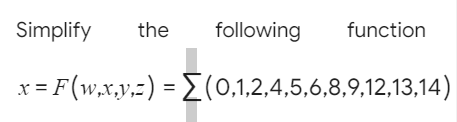 Simplify the following function
x = F(w,x,y,z) = ∑(0,1,2,4,5,6,8,9,12,13,14)